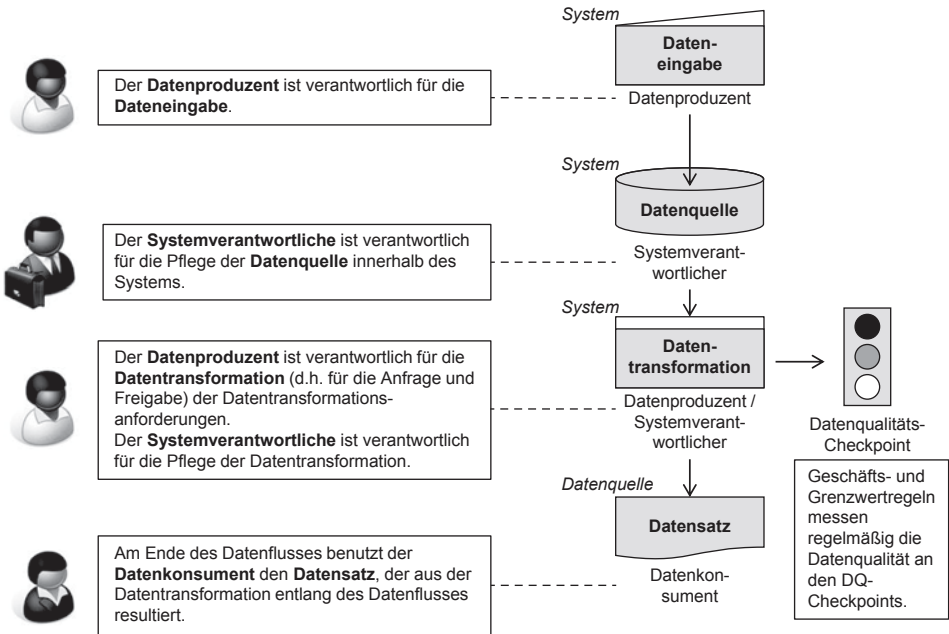 System
Daten-
eingabe
Datenproduzent
Der Datenproduzent ist verantwortlich für die
Dateneingabe.
System
Datenquelle
Systemverant-
wortlicher
Der Systemverantwortliche ist verantwortlich
für die Pflege der Datenquelle innerhalb des
Systems.
System
Daten-
transformation
Datenproduzent /
Systemverant-
wortlicher
Der Datenproduzent ist verantwortlich für die
Datentransformation (d.h. für die Anfrage und
Freigabe) der Datentransformations-
anforderungen.
Der Systemverantwortliche ist verantwortlich
für die Pflege der Datentransformation.
Datenqualitäts-
Checkpoint
Geschäfts- und
Grenzwertregeln
messen
regelmäßig die
Datenqualität an
den DQ-
Checkpoints.
Datenquelle
Datensatz
Datenkon-
sument
Am Ende des Datenflusses benutzt der
Datenkonsument den Datensatz, der aus der
Datentransformation entlang des Datenflusses
resultiert.